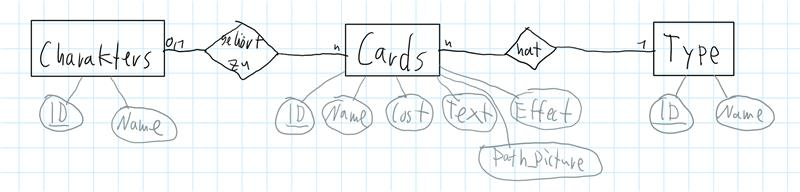 Charakters 0/1 gehört zu n Cards n hat 1 Type
ID Name ID Name Cost Text Effect ID Name
Path_Picture